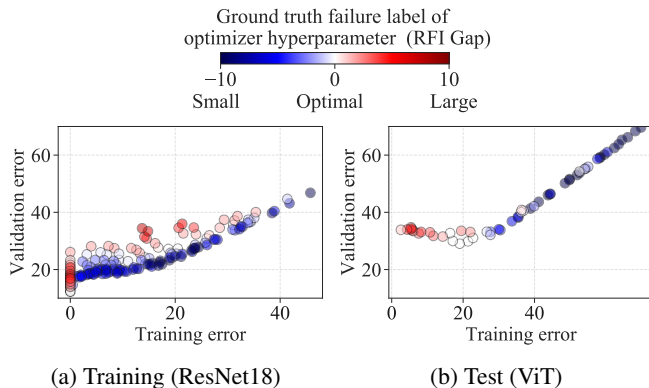 Ground truth failure label of
optimizer hyperparameter (RFI Gap)
−10 0 10
Small Optimal Large
Validation error
60
40
20
0 20 40
Training error
Validation error
60
40
20
0 20 40
Training error
(a) Training (ResNet18)
(b) Test (ViT)